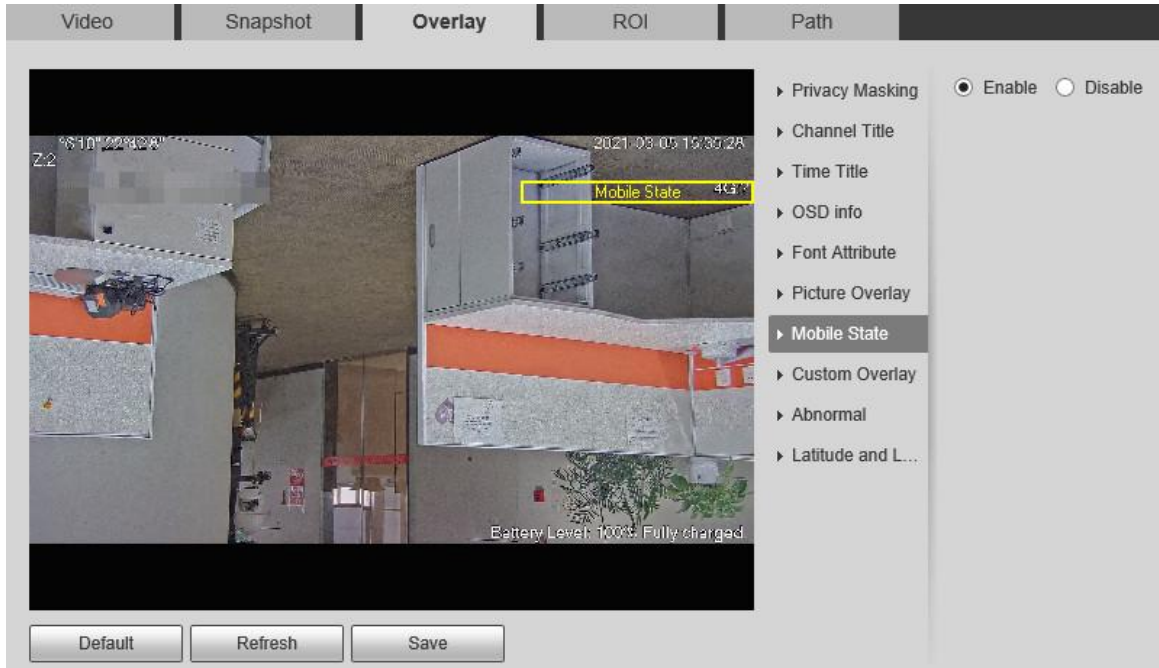 Video Snapshot Overlay ROI Path
Privacy Masking
Enable Disable
Channel Title
Time Title
OSD info
Font Attribute
Picture Overlay
Mobile State
Custom Overlay
Abnormal
Latitude and L...
Z:2
2021-03-05 15:35:28
Mobile State 4G
Battery Level: 100% Fully charged
Default Refresh Save